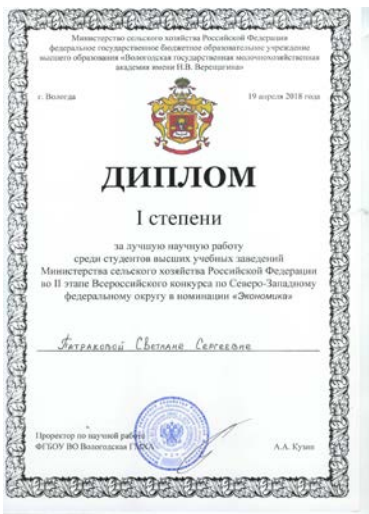 Министерство сельского хозяйства Российской Федерации
федеральное государственное бюджетное образовательное учреждение
высшего образования «Вологодская государственная молочнохозяйственная
академия имени Н.В. Верещагина»
г. Вологда 19 апреля 2018 года
ДИПЛОМ
I степени
за лучшую научную работу
среди студентов высших учебных заведений
Министерства сельского хозяйства Российской Федерации
во II этапе Всероссийского конкурса по Северо-Западному
федеральному округу в номинации «Экономика»
Патраковой Светлане Сергеевне
Проректор по научной работе
ФГБОУ ВО Вологодская ГМХА А.А. Кузин